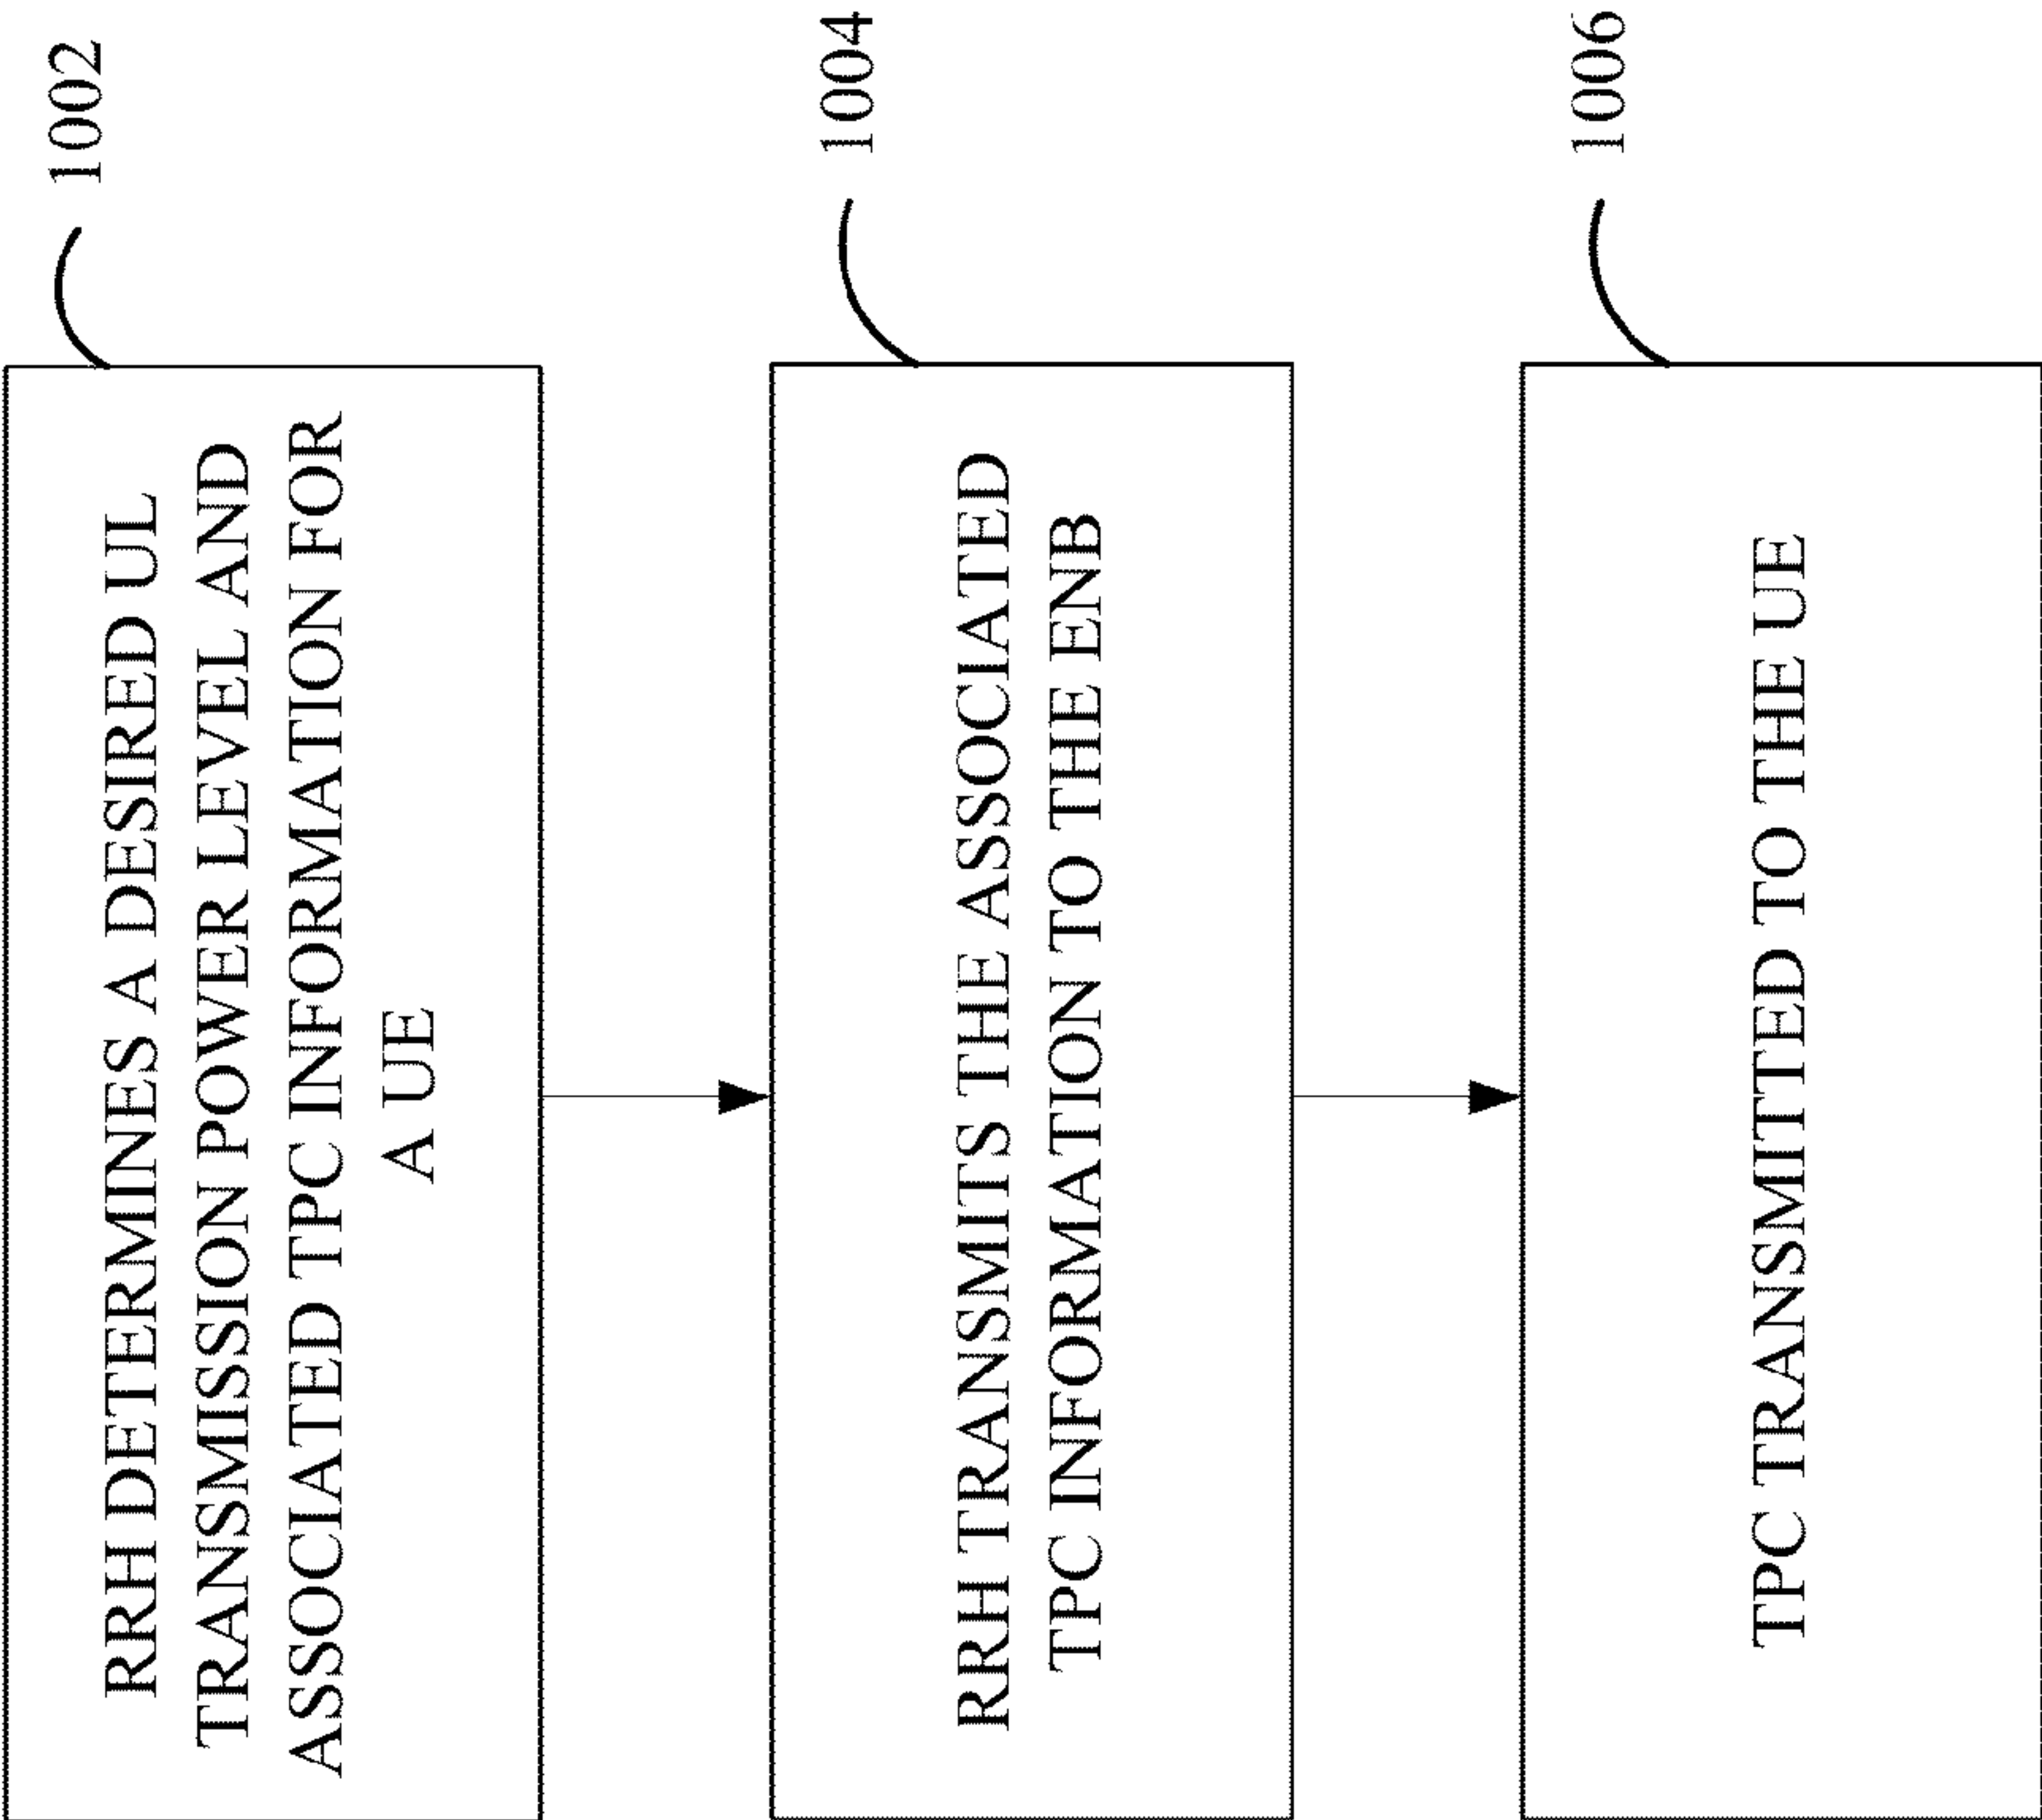 RRH DETERMINES A DESIRED UL
TRANSMISSION POWER LEVEL AND
ASSOCIATED TPC INFORMATION FOR
A UE
1002
RRH TRANSMITS THE ASSOCIATED
TPC INFORMATION TO THE ENB
1004
TPC TRANSMITTED TO THE UE
1006